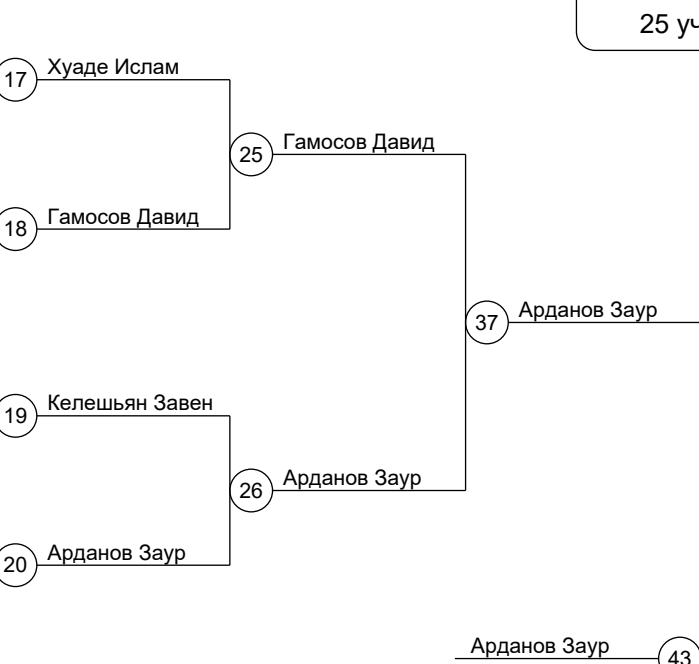 25 уч
17 Хуаде Ислам
25 Гамосов Давид
18 Гамосов Давид
37 Арданов Заур
19 Келешьян Завен
26 Арданов Заур
20 Арданов Заур
Арданов Заур 43